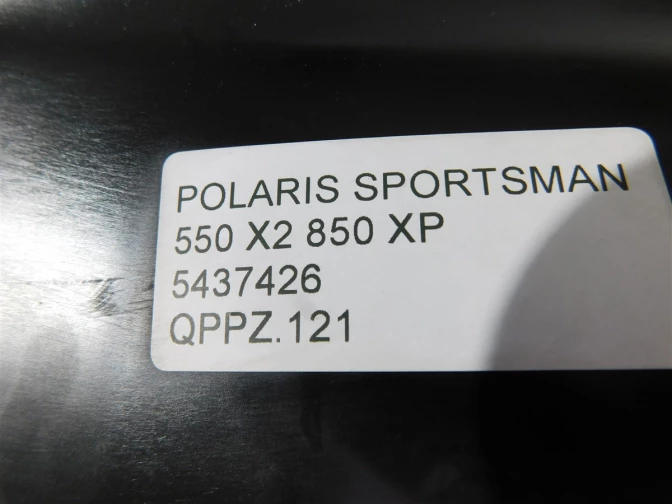 POLARIS SPORTSMAN
550 X2 850 XP
5437426
QPPZ.121